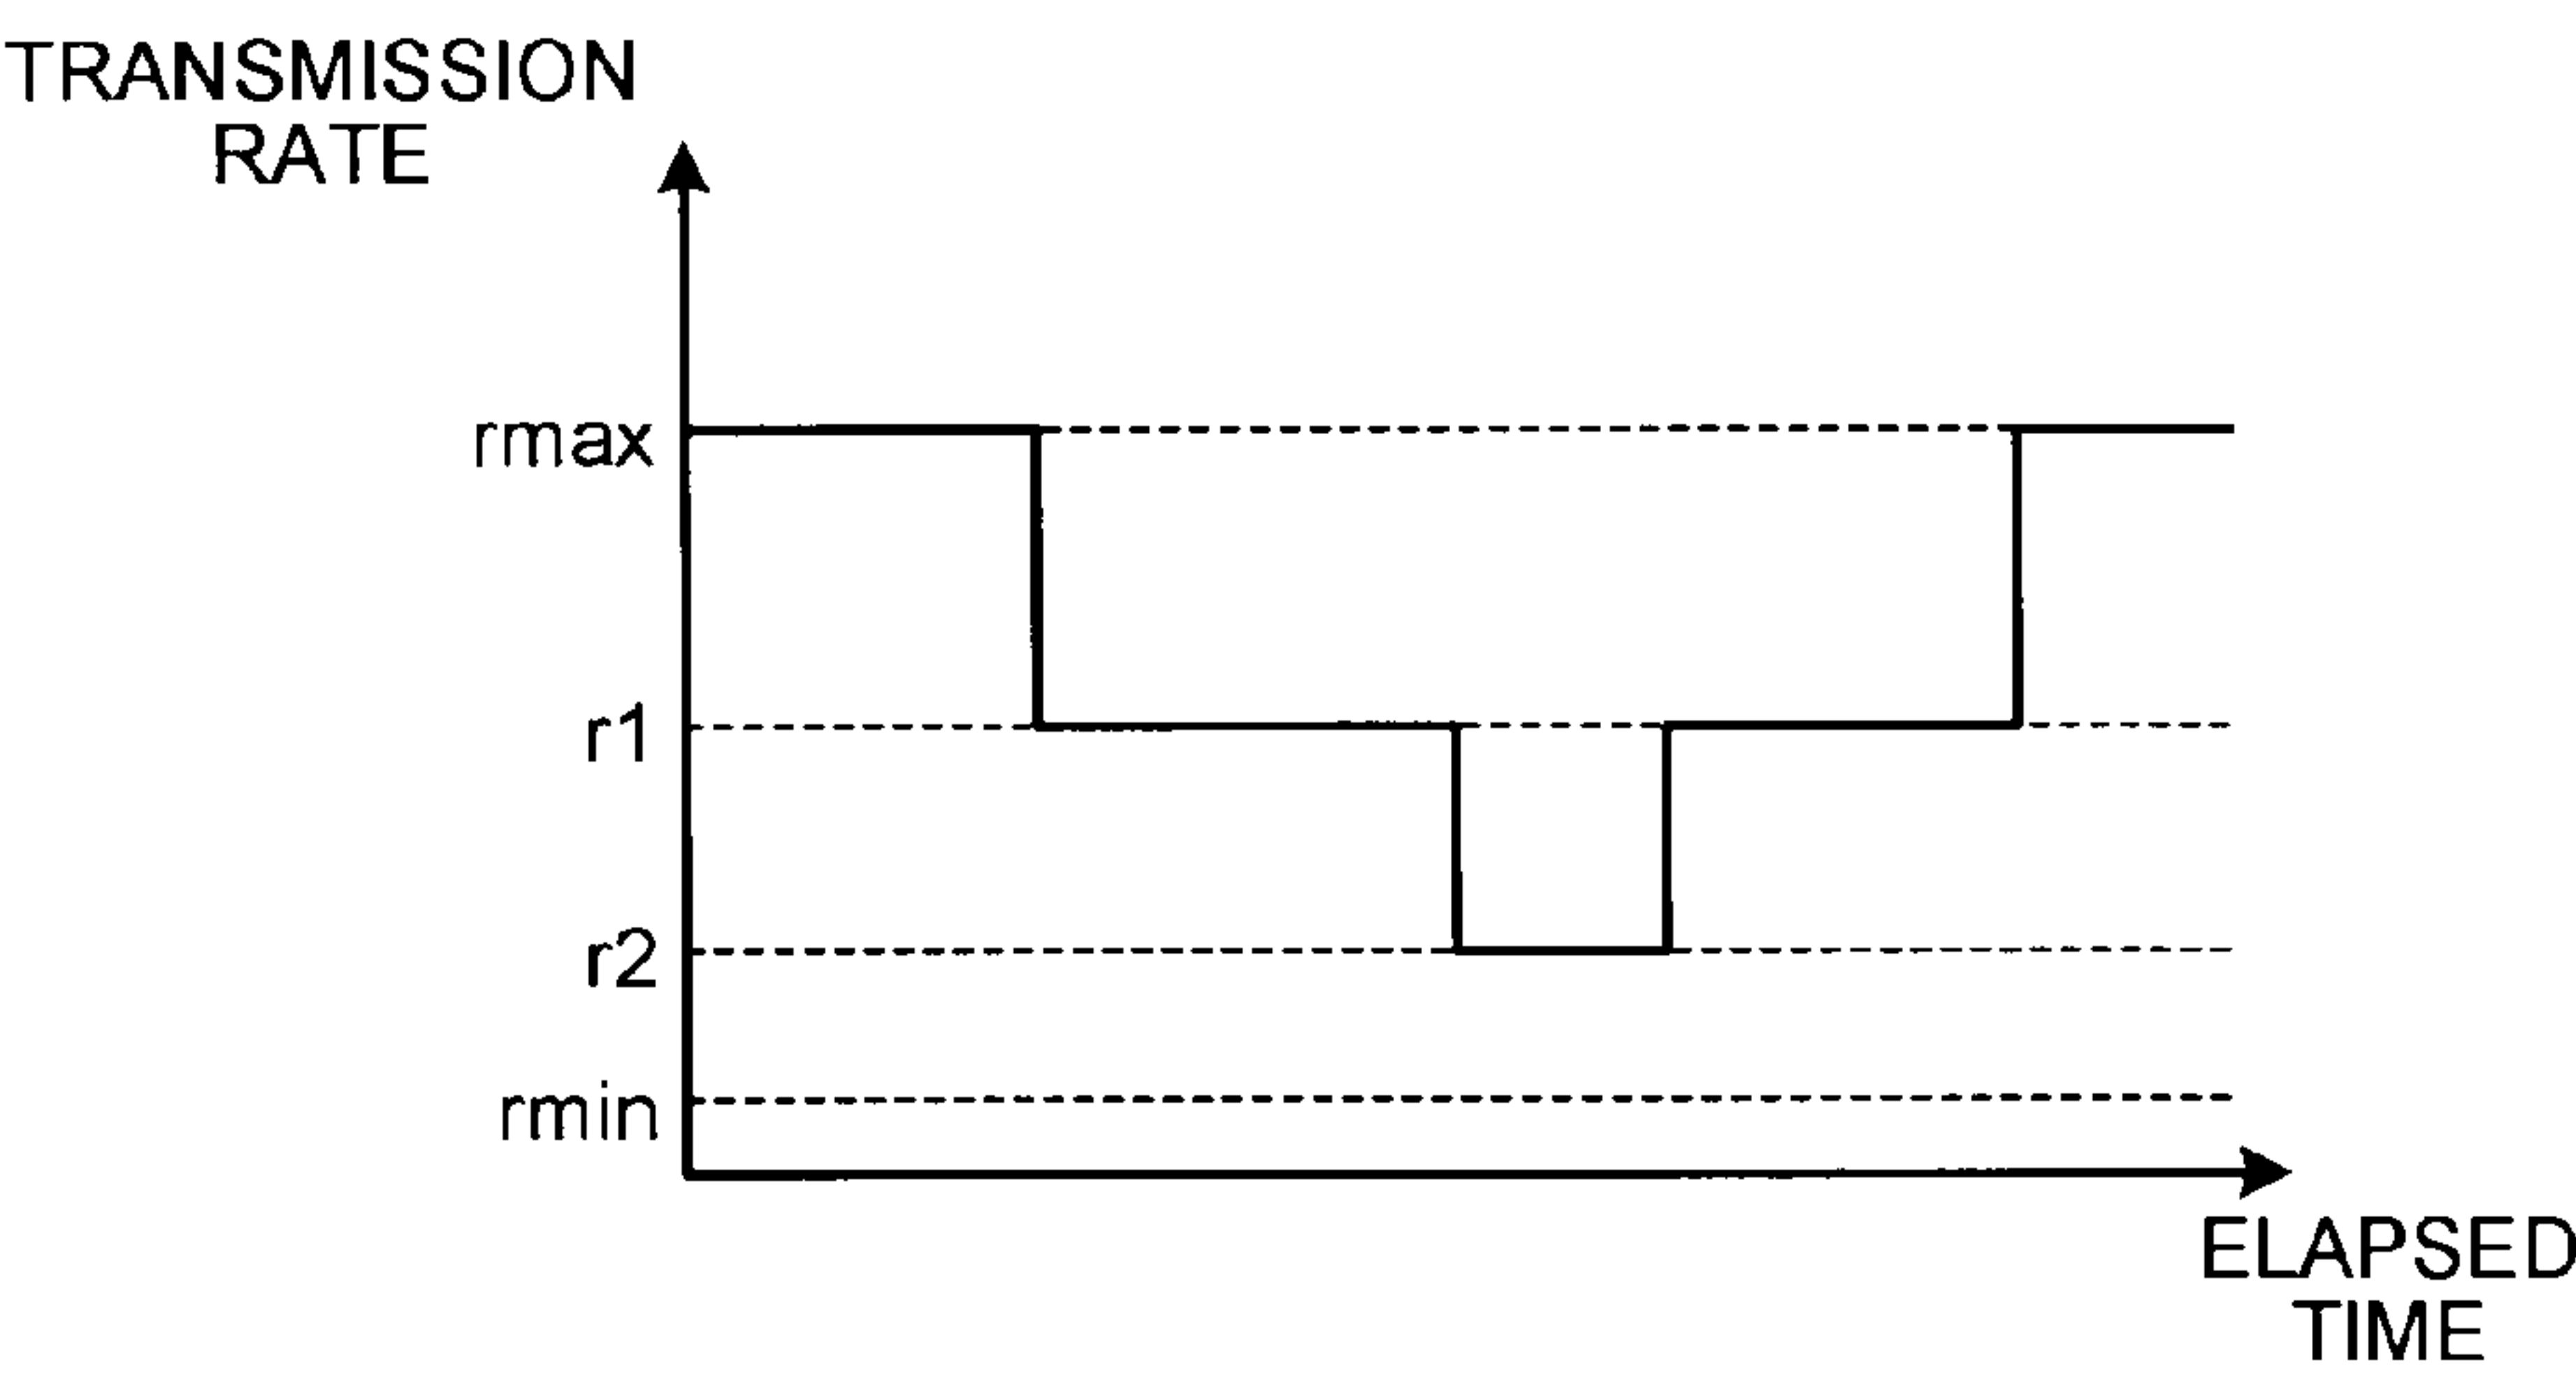 TRANSMISSION
RATE
rmax
r1
r2
rmin
ELAPSED
TIME